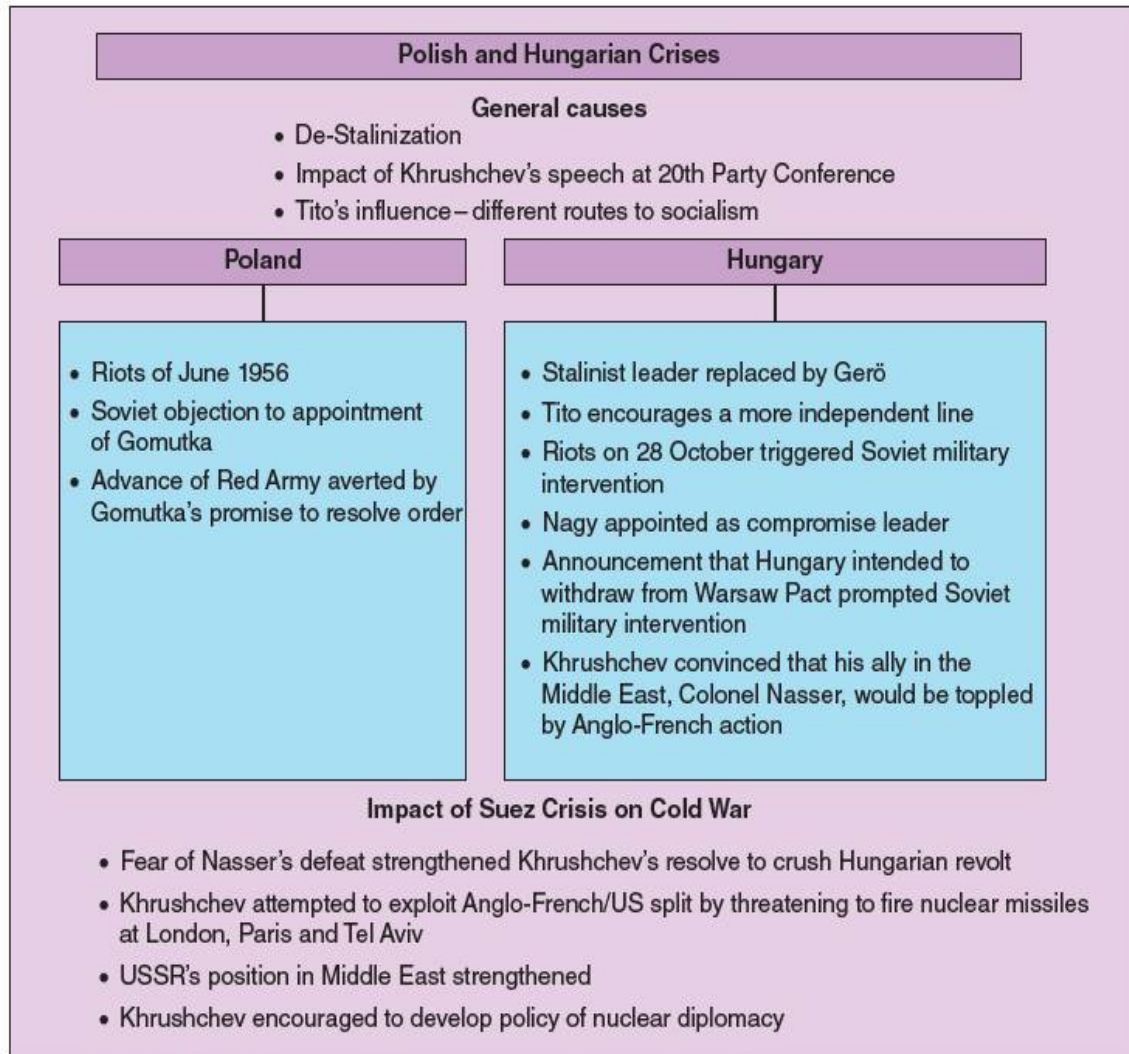 Polish and Hungarian Crises
General causes
• De-Stalinization
• Impact of Khrushchev’s speech at 20th Party Conference
• Tito’s influence – different routes to socialism
Poland
• Riots of June 1956
• Soviet objection to appointment
of Gomutka
• Advance of Red Army averted by
Gomutka’s promise to resolve order
Hungary
• Stalinist leader replaced by Gerö
• Tito encourages a more independent line
• Riots on 28 October triggered Soviet military
intervention
• Nagy appointed as compromise leader
• Announcement that Hungary intended to
withdraw from Warsaw Pact prompted Soviet
military intervention
• Khrushchev convinced that his ally in the
Middle East, Colonel Nasser, would be toppled
by Anglo-French action
Impact of Suez Crisis on Cold War
• Fear of Nasser’s defeat strengthened Khrushchev’s resolve to crush Hungarian revolt
• Khrushchev attempted to exploit Anglo-French/US split by threatening to fire nuclear missiles
at London, Paris and Tel Aviv
• USSR’s position in Middle East strengthened
• Khrushchev encouraged to develop policy of nuclear diplomacy